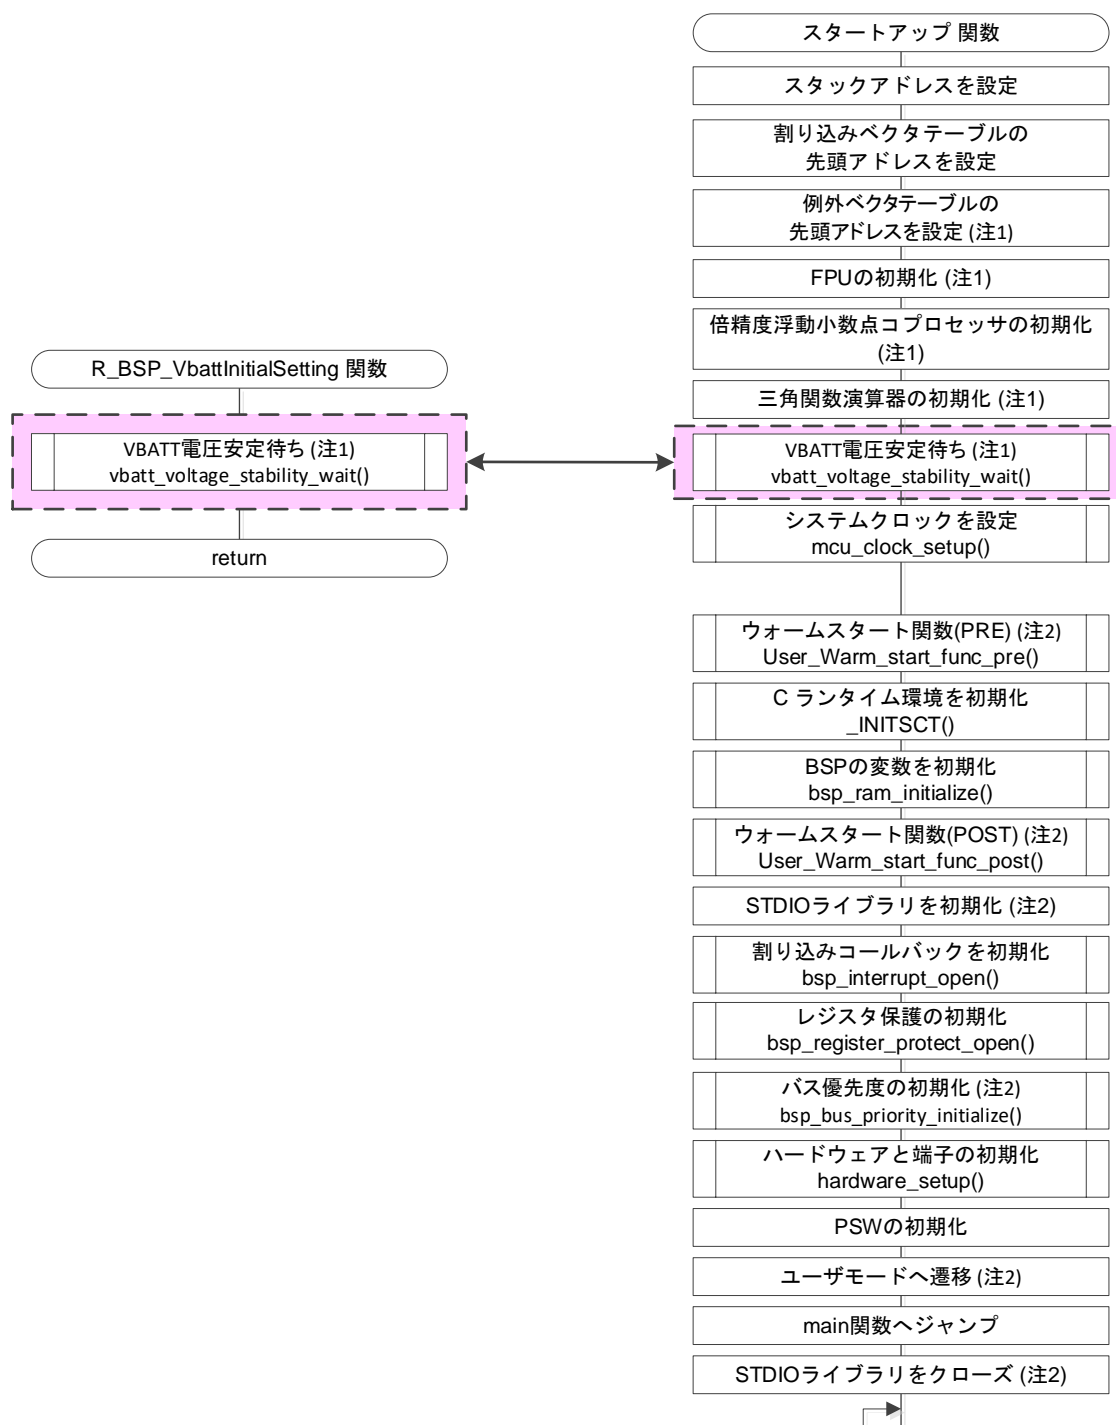 スタートアップ 関数
スタックアドレスを設定
割り込みベクタテーブルの
先頭アドレスを設定
例外ベクタテーブルの
先頭アドレスを設定 (注1)
FPUの初期化 (注1)
倍精度浮動小数点コプロセッサの初期化
(注1)
三角関数演算器の初期化 (注1)
R_BSP_VbattInitialSetting 関数
VBATT電圧安定待ち (注1)
vbatt_voltage_stability_wait()
return
VBATT電圧安定待ち (注1)
vbatt_voltage_stability_wait()
システムクロックを設定
mcu_clock_setup()
ウォームスタート関数(PRE) (注2)
User_Warm_start_func_pre()
C ランタイム環境を初期化
_INITSCT()
BSPの変数を初期化
bsp_ram_initialize()
ウォームスタート関数(POST) (注2)
User_Warm_start_func_post()
STDIOライブラリを初期化 (注2)
割り込みコールバックを初期化
bsp_interrupt_open()
レジスタ保護の初期化
bsp_register_protect_open()
バス優先度の初期化 (注2)
bsp_bus_priority_initialize()
ハードウェアと端子の初期化
hardware_setup()
PSWの初期化
ユーザモードへ遷移 (注2)
main関数へジャンプ
STDIOライブラリをクローズ (注2)